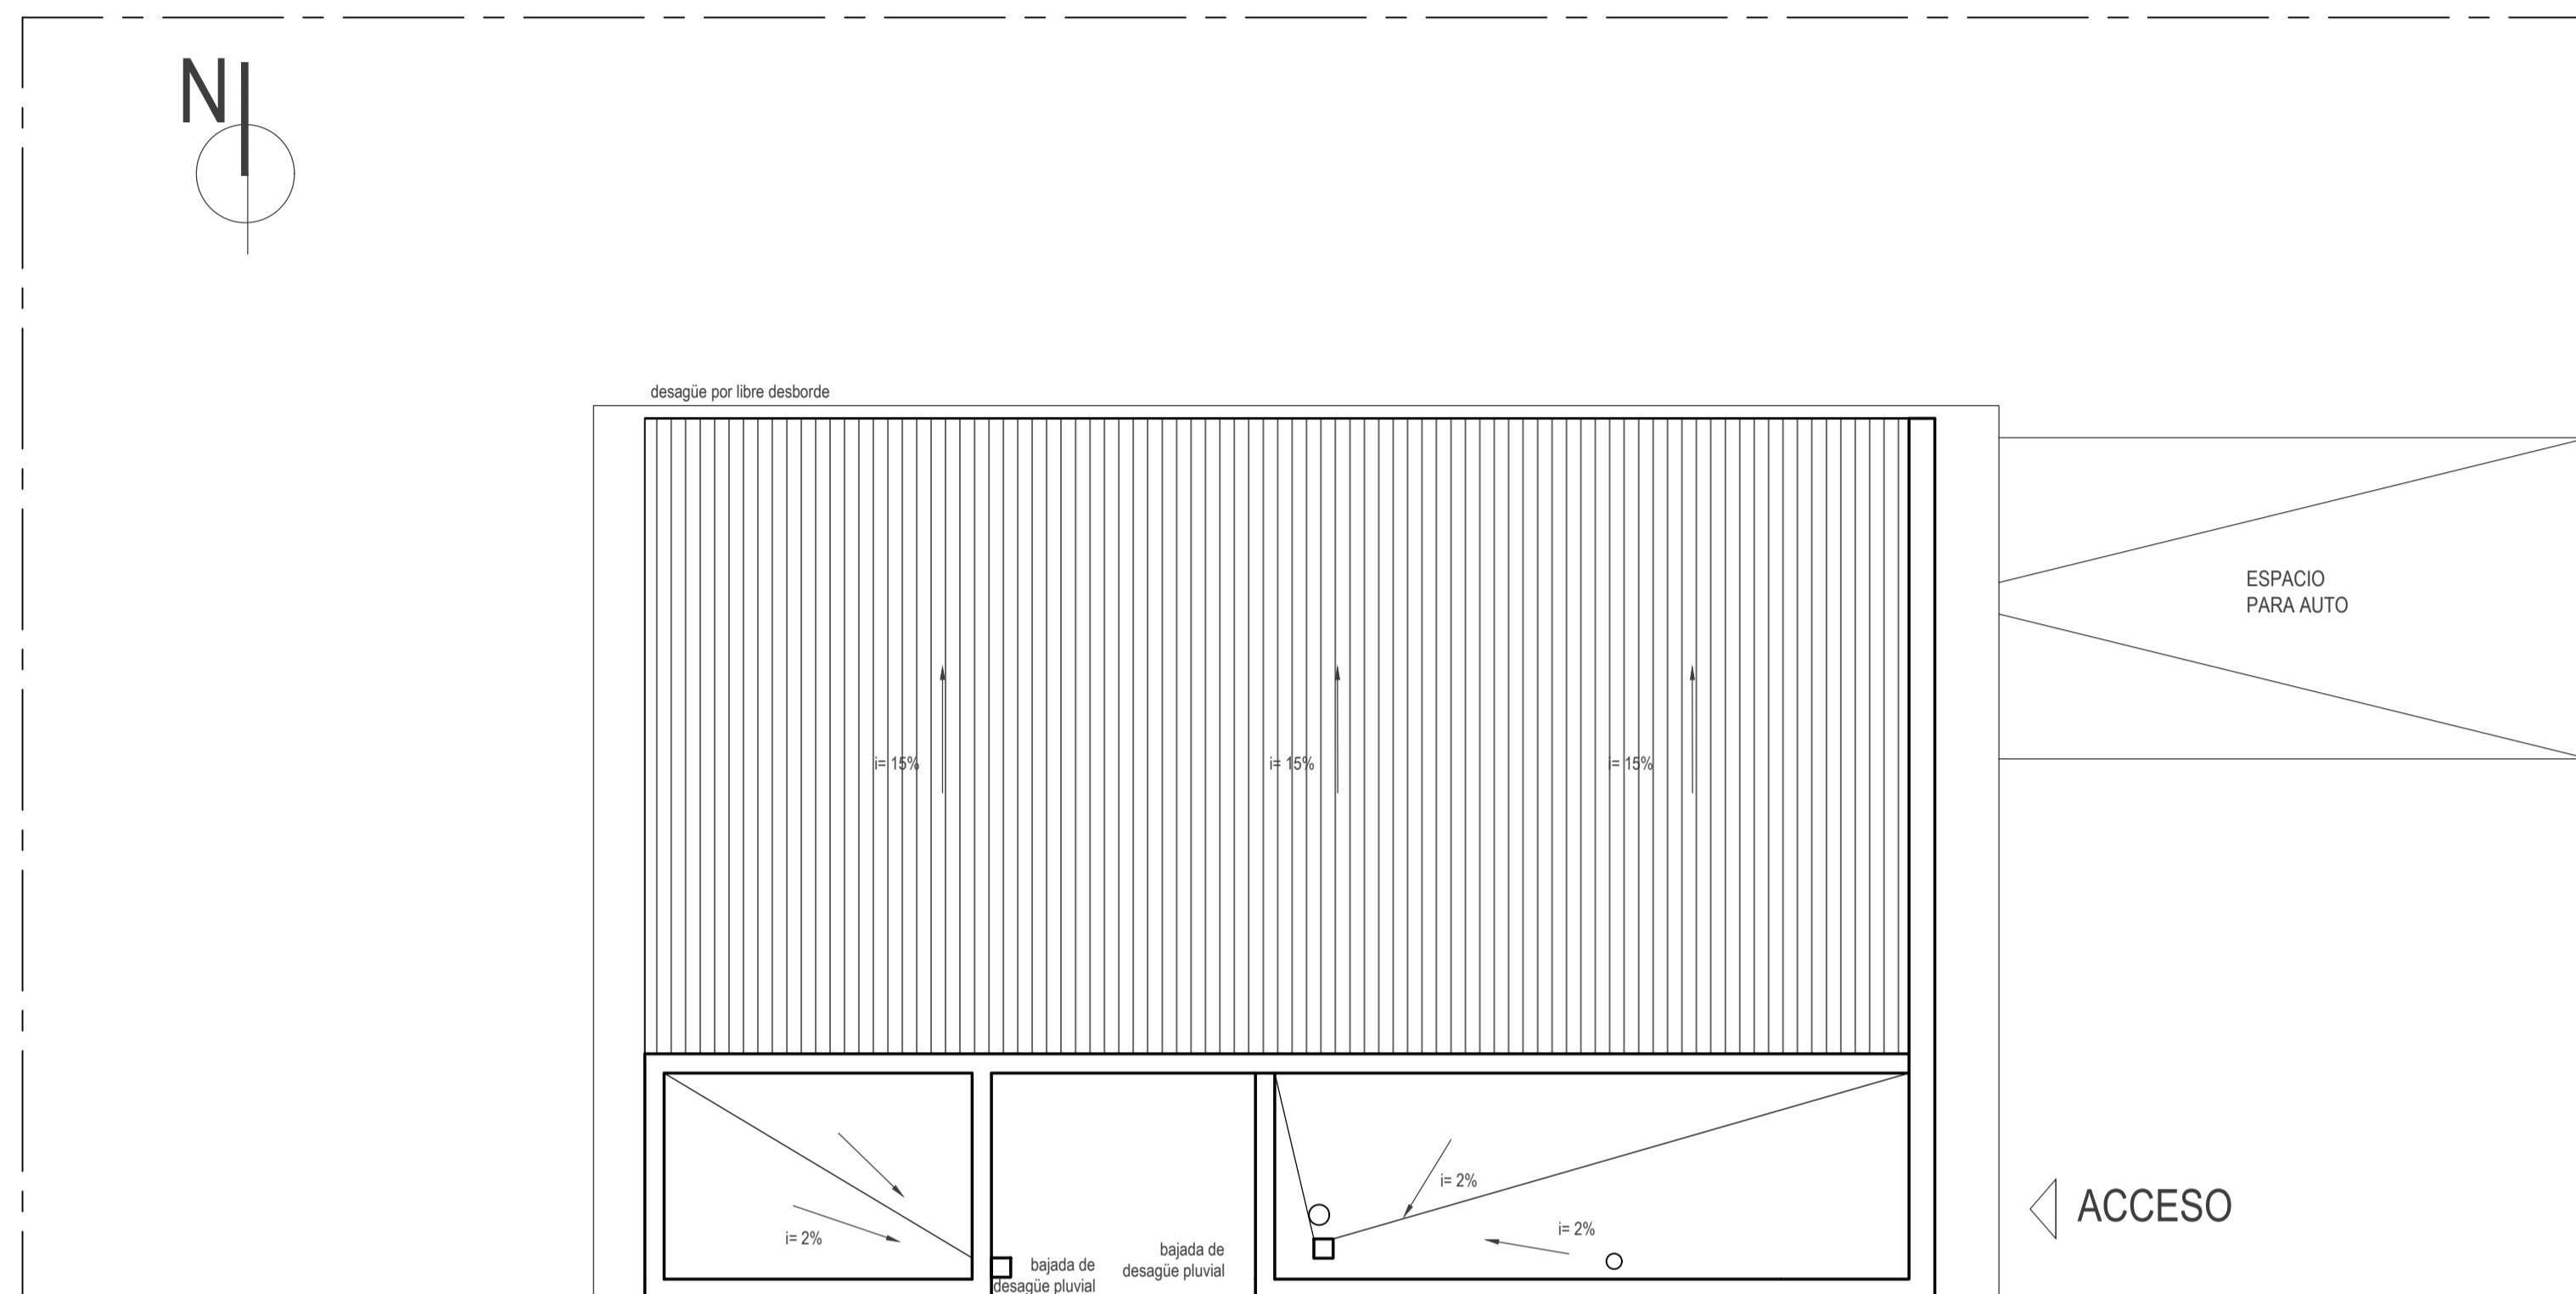 N
desagüe por libre desborde
ESPACIO
PARA AUTO
i= 15%
i= 15%
i= 15%
i= 2%
ACCESO
i= 2%
i= 2%
bajada de
desagüe pluvial
bajada de
desagüe pluvial